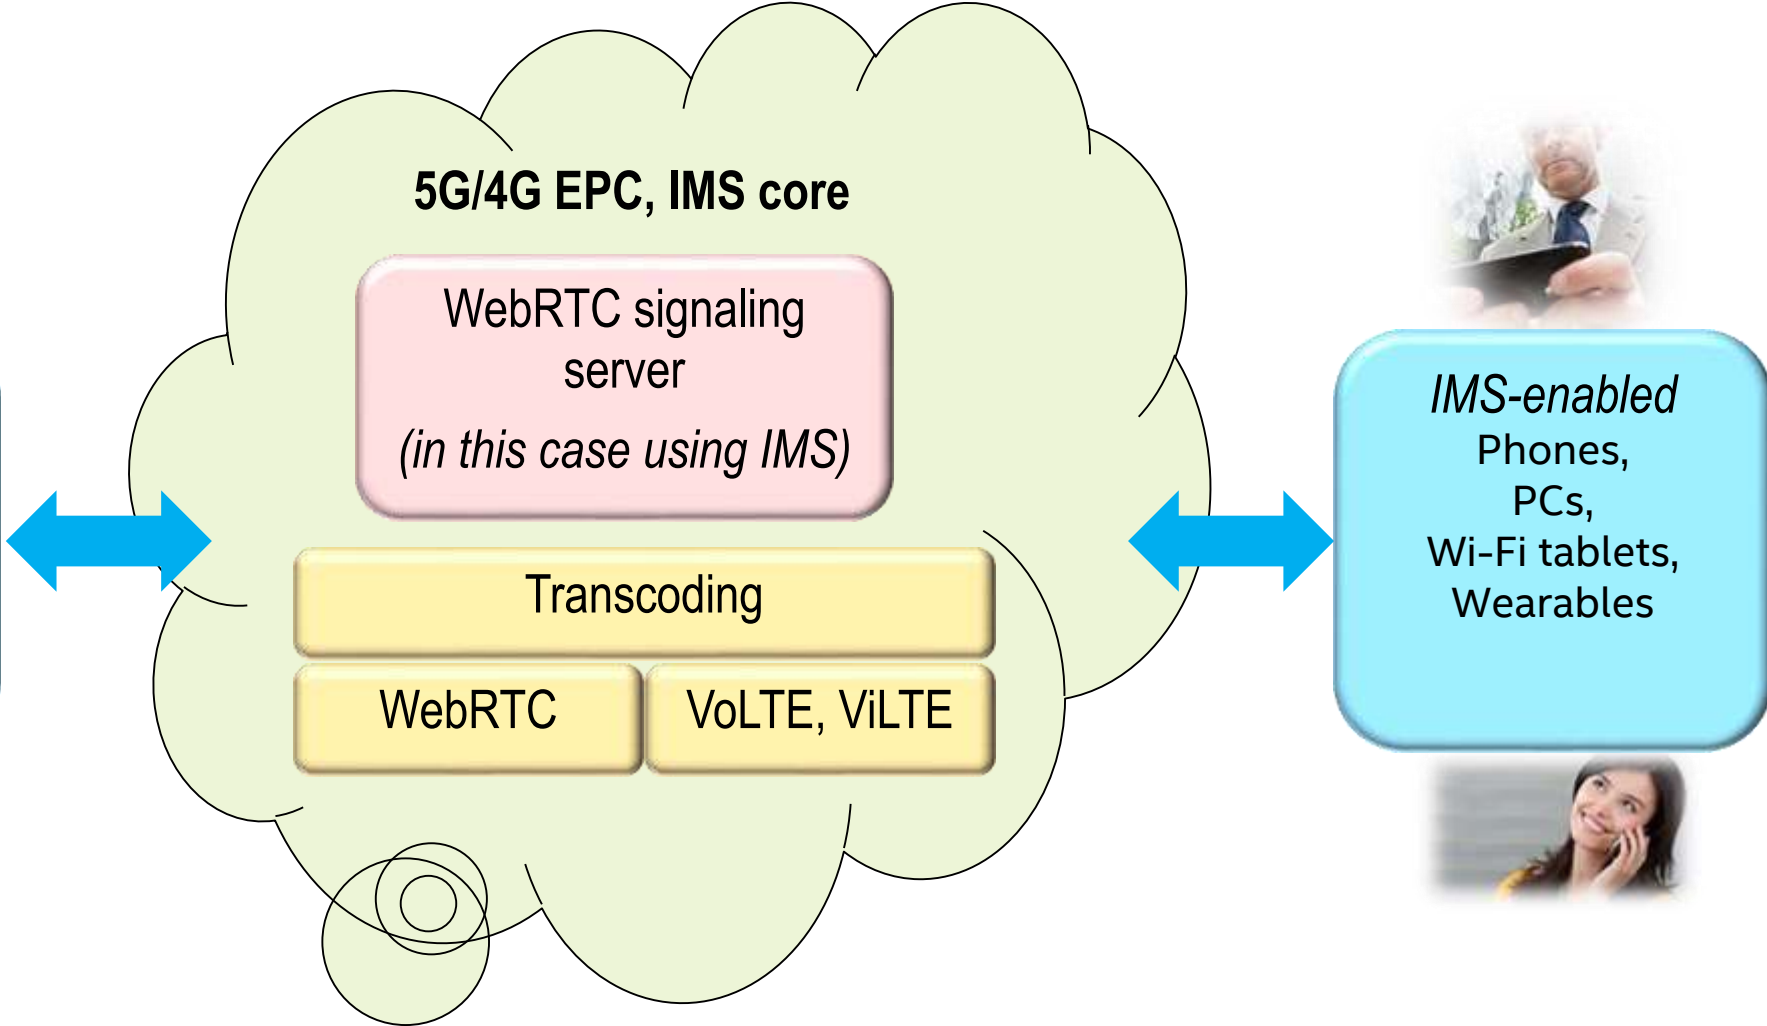 5G/4G EPC, IMS core
WebRTC signaling
server
(in this case using IMS)
Transcoding
WebRTC
VoLTE, ViLTE
IMS-enabled
Phones,
PCs,
Wi-Fi tablets,
Wearables